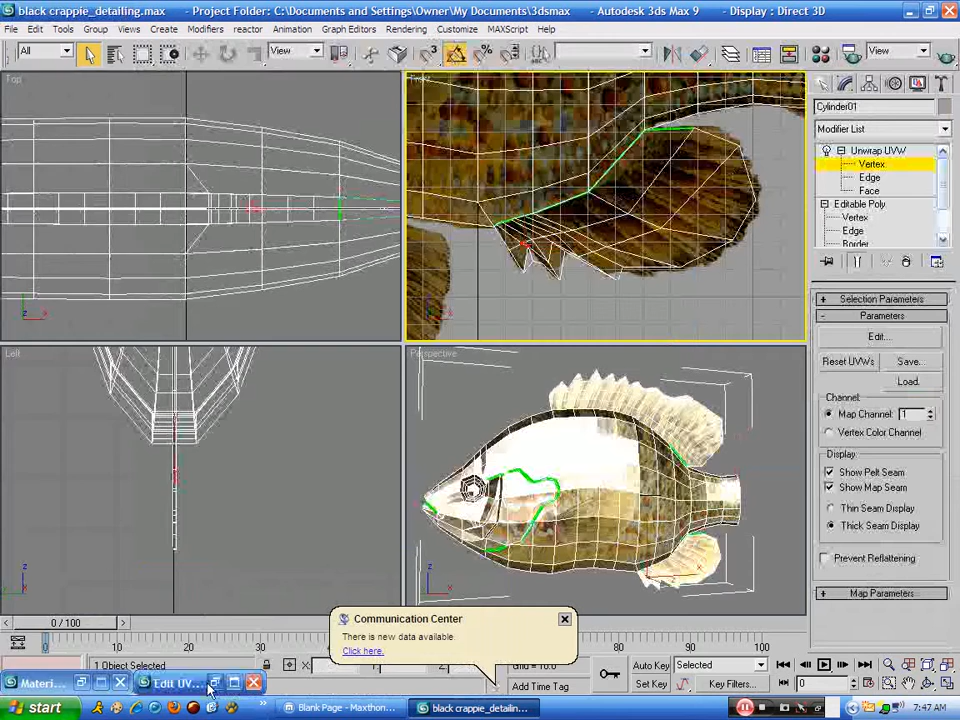 black crappie_detailing.max - Project Folder: C:\Documents and Settings\Owner\My Documents\3dsmax - Autodesk 3ds Max 9 - Display : Direct 3D
File Edit Tools Group Views Create Modifiers reactor Animation Graph Editors Rendering Customize MAXScript Help
All View View
Top Front
Cylinder01
Modifier List
Unwrap UVW
Vertex
Edge
Face
Editable Poly
Vertex
Edge
Border
Selection Parameters
Parameters
Edit...
Reset UVWs Save...
Load...
Channel:
Map Channel: 1
Vertex Color Channel
Display:
Show Pelt Seam
Show Map Seam
Thin Seam Display
Thick Seam Display
Prevent Reflattening
Map Parameters
Left Perspective
Communication Center
There is new data available.
Click here.
0 / 100
0 10 20 30 80 90 100
1 Object Selected
Grid = 10.0
Auto Key Selected
Materi... Edit UV...
Add Time Tag
Set Key Key Filters... 0
start
Blank Page - Maxthon...
black crappie_detailin...
7:47 AM